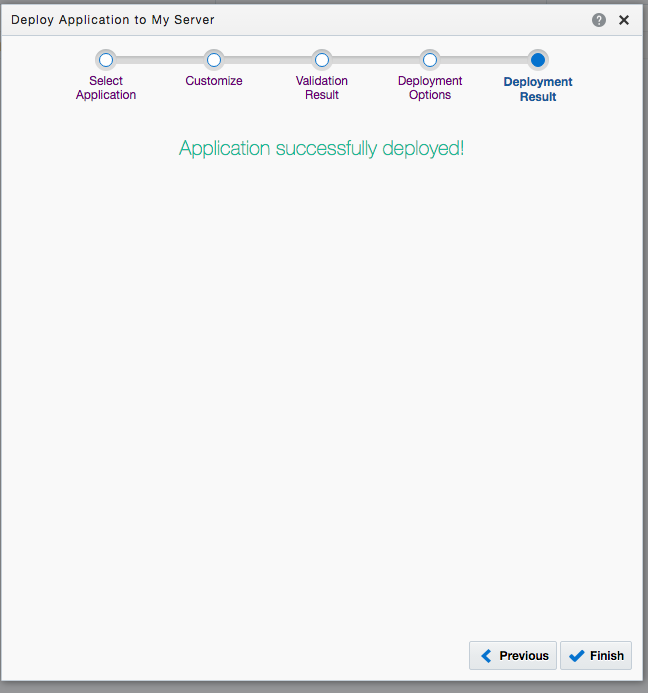 Deploy Application to My Server
?
Select
Application
Customize
Validation
Result
Deployment
Options
Deployment
Result
Application successfully deployed!
Previous
Finish